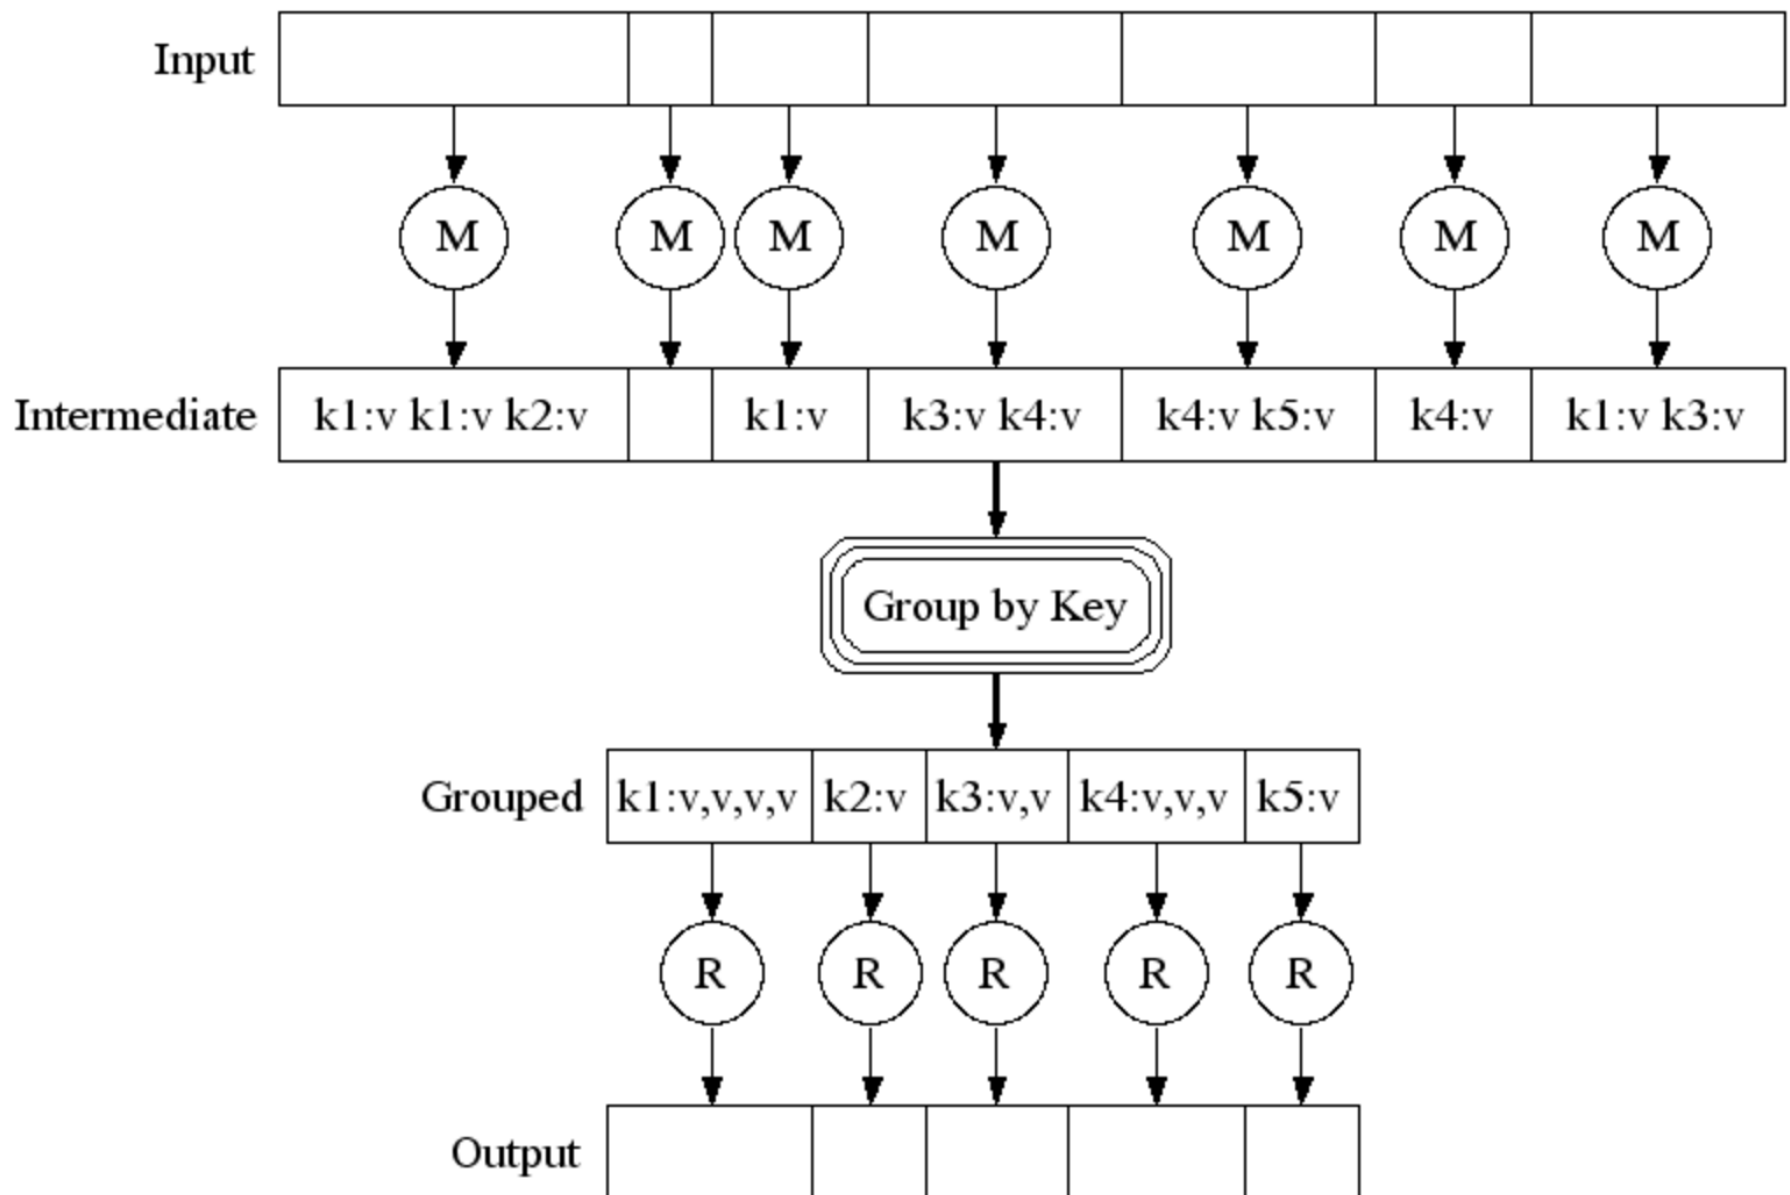 Input
M M M M M M M
Intermediate k1:v k1:v k2:v k1:v k3:v k4:v k4:v k5:v k4:v k1:v k3:v
Group by Key
Grouped k1:v,v,v,v k2:v k3:v,v k4:v,v,v k5:v
R R R R R
Output